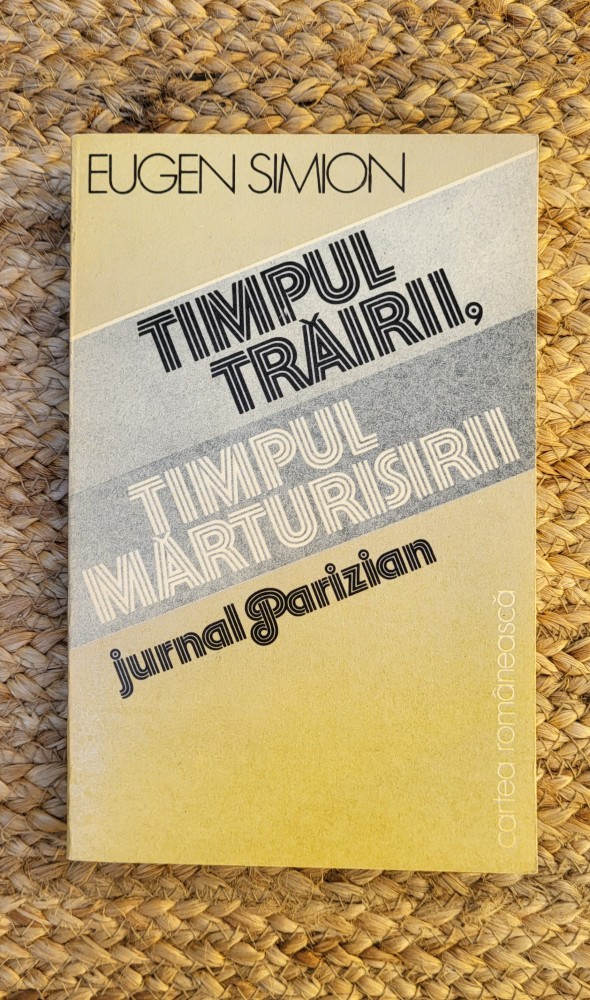 EUGEN SIMION
TIMPUL
TRĂIRII,
TIMPUL
MĂRTURISIRII
jurnal Parizian
cartea românească